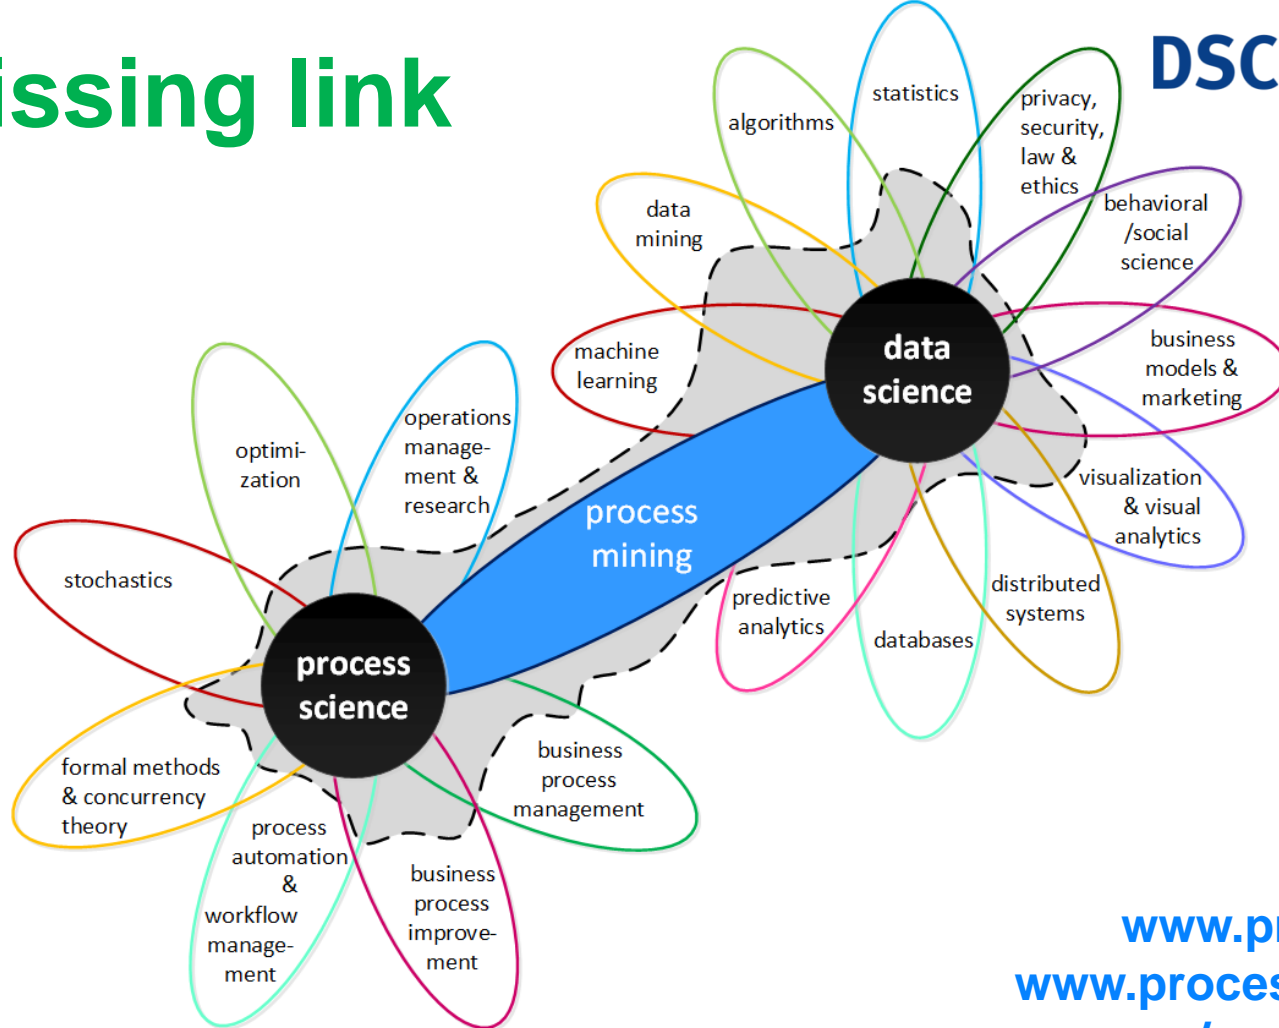 issing link
DSC
statistics
algorithms
privacy,
security,
law &
ethics
data
mining
behavioral
/social
science
machine
learning
data
science
business
models &
marketing
optimi-
zation
operations
manage-
ment &
research
visualization
& visual
analytics
process
mining
stochastics
predictive
analytics
databases
distributed
systems
process
science
formal methods
& concurrency
theory
business
process
management
process
automation
&
workflow
manage-
ment
business
process
improve-
ment
www.pr
www.proces